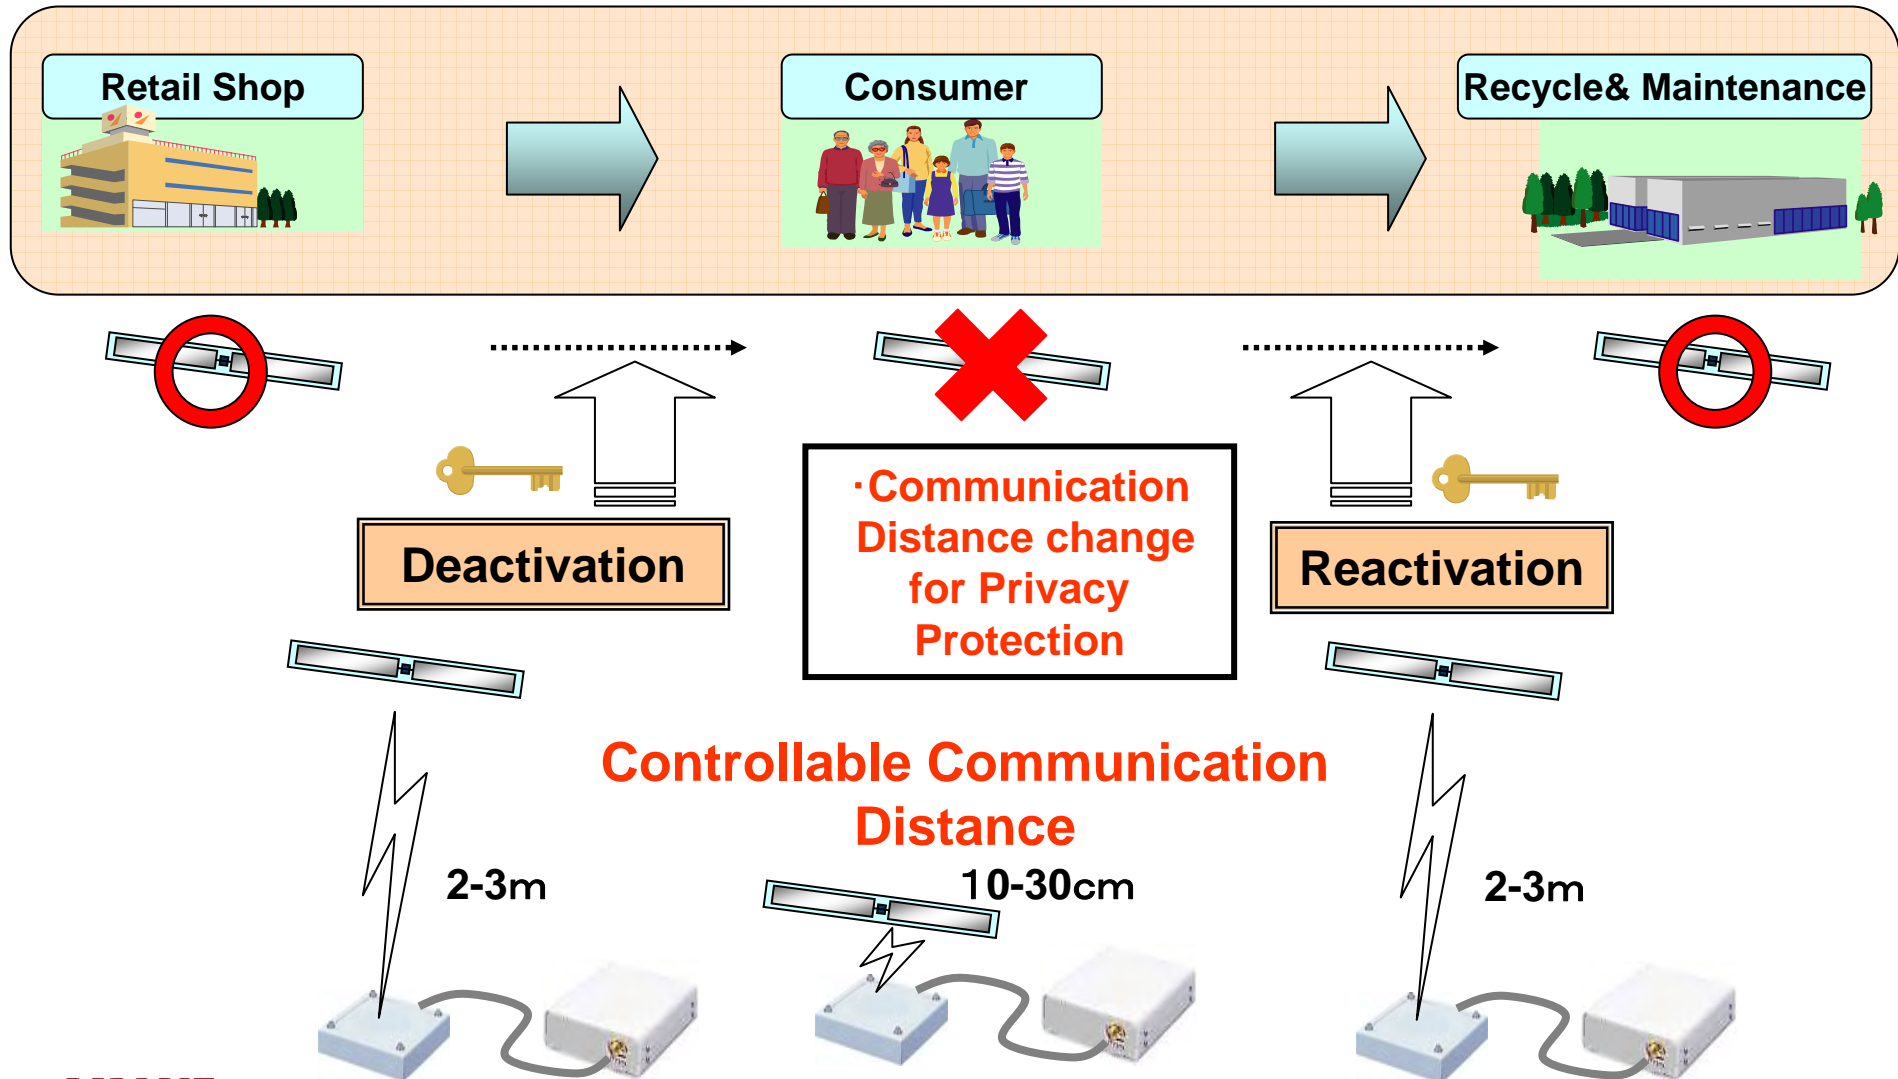 Retail Shop
Consumer
Recycle& Maintenance
・Communication
Distance change
for Privacy
Protection
Deactivation
Reactivation
Controllable Communication
Distance
2-3m
10-30cm
2-3m